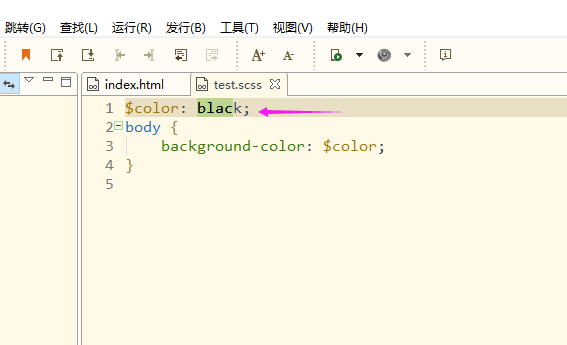 跳转(G) 查找(L) 运行(R) 发行(B) 工具(T) 视图(V) 帮助(H)
A+ A-
index.html test.scss
1 $color: black;
2 body {
3 background-color: $color;
4 }
5